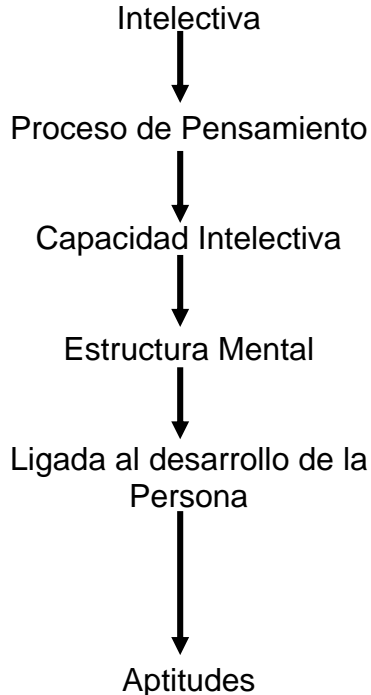 Intelectiva
Proceso de Pensamiento
Capacidad Intelectiva
Estructura Mental
Ligada al desarrollo de la
Persona
Aptitudes